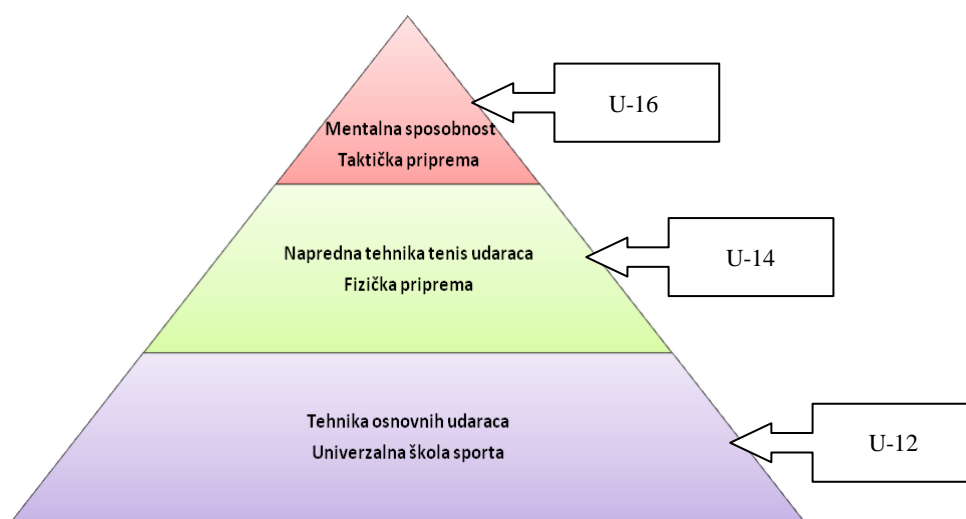 U-16
Mentalna sposobnost
Taktička priprema
Napredna tehnika tenis udaraca
Fizička priprema
U-14
Tehnika osnovnih udaraca
Univerzalna škola sporta
U-12